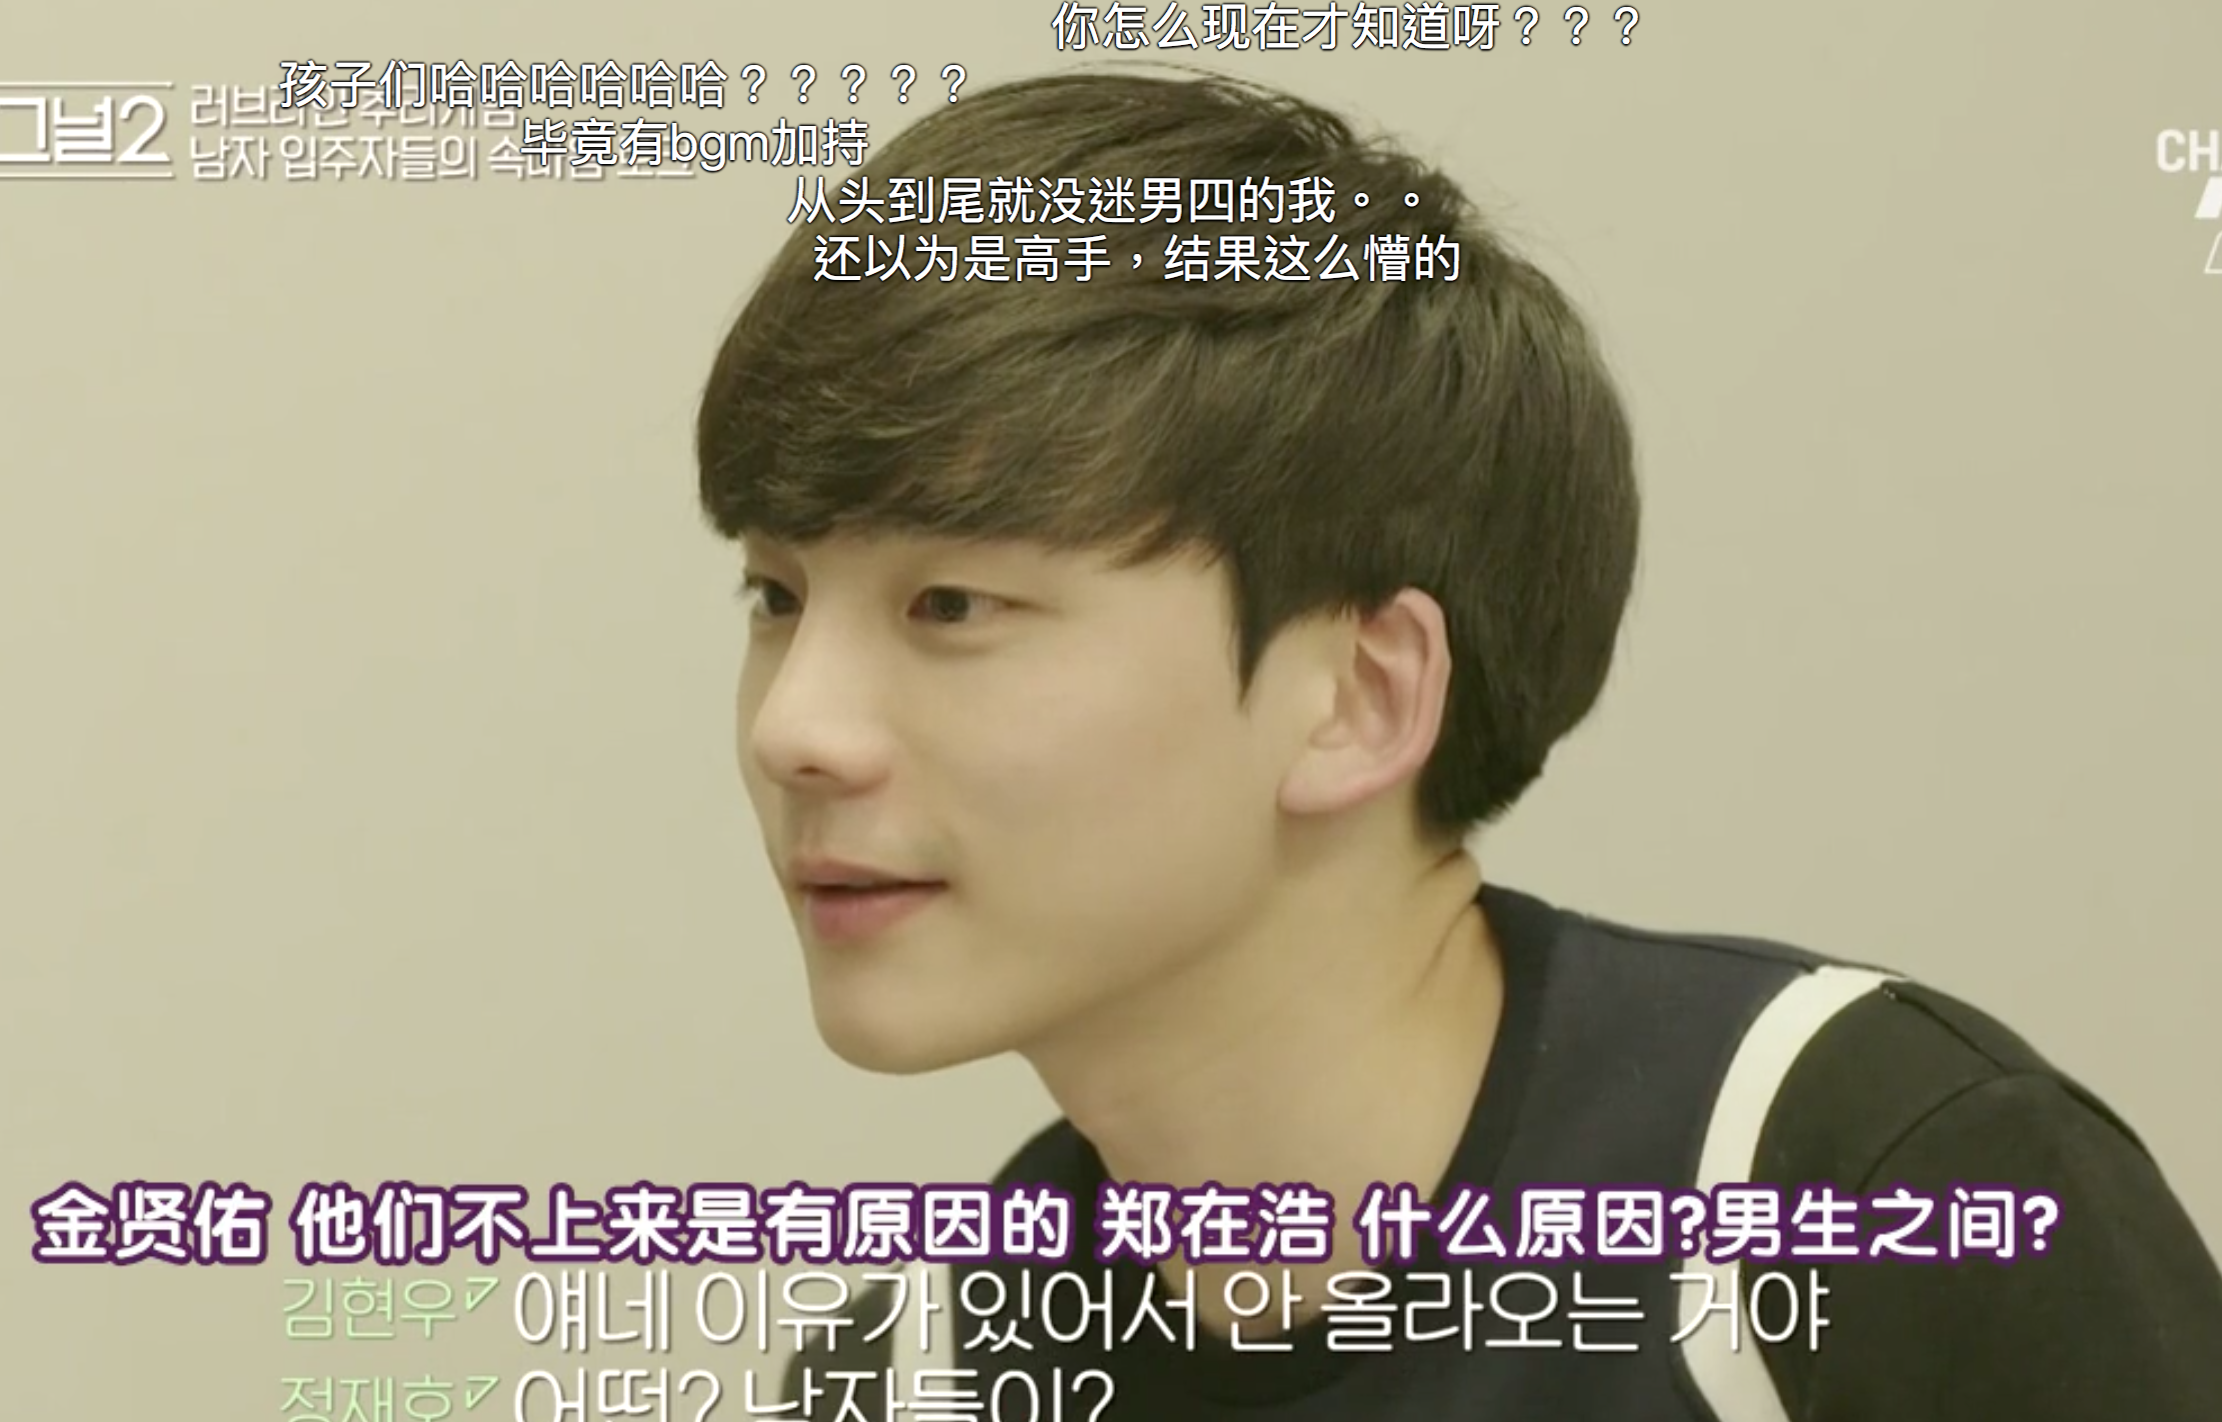 你怎么现在才知道呀？？？
孩子们哈哈哈哈哈哈？？？？？
그널2
毕竟有bgm加持
남자 입주자들의
CH
从头到尾就没迷男四的我。。
还以为是高手，结果这么懵的
金贤佑 他们不上来是有原因的 郑在浩 什么原因?男生之间?
김현우 얘네 이유가 있어서 안 올라오는 거야
정재호 어떤? 남자들이?